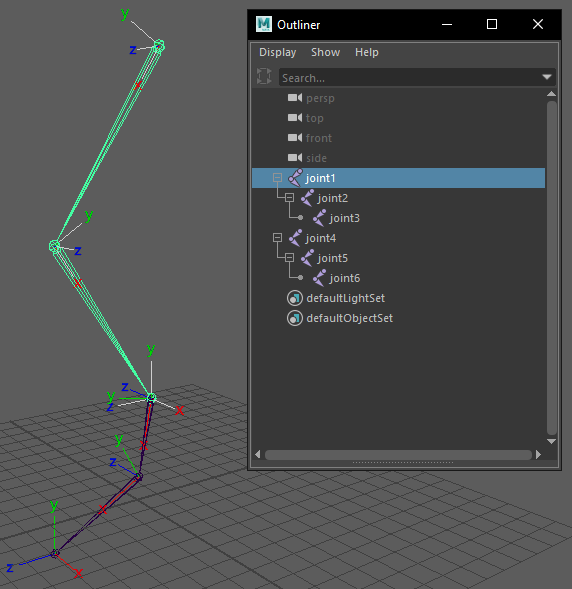 Outliner
Display Show Help
Search...
persp
top
front
side
joint1
joint2
joint3
joint4
joint5
joint6
defaultLightSet
defaultObjectSet
y
z
x
y
z
x
y
z
x
y
z
y
z
x
y
z
x